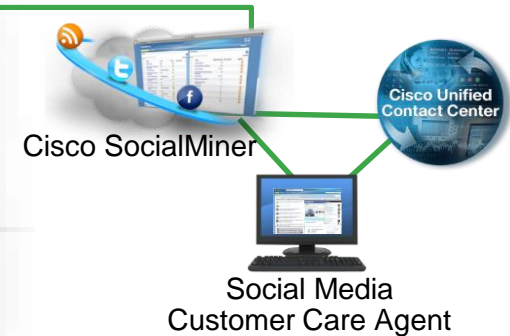 Cisco SocialMiner
Cisco Unified
Contact Center
Social Media
Customer Care Agent